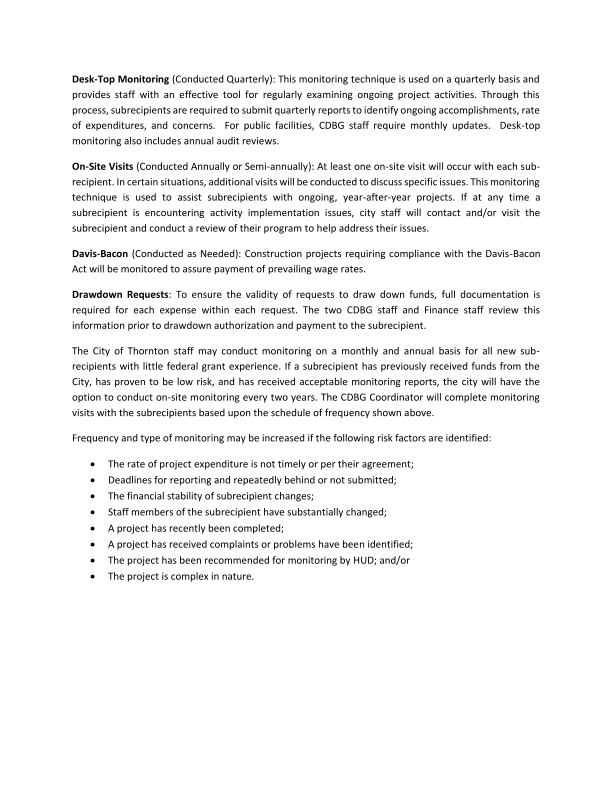 Desk-Top Monitoring (Conducted Quarterly): This monitoring technique is used on a quarterly basis and
provides staff with an effective tool for regularly examining ongoing project activities. Through this
process, subrecipients are required to submit quarterly reports to identify ongoing accomplishments, rate
of expenditures, and concerns.  For public facilities, CDBG staff require monthly updates.  Desk-top
monitoring also includes annual audit reviews.
On-Site Visits (Conducted Annually or Semi-annually): At least one on-site visit will occur with each sub-
recipient. In certain situations, additional visits will be conducted to discuss specific issues. This monitoring
technique is used to assist subrecipients with ongoing, year-after-year projects. If at any time a
subrecipient is encountering activity implementation issues, city staff will contact and/or visit the
subrecipient and conduct a review of their program to help address their issues.
Davis-Bacon (Conducted as Needed): Construction projects requiring compliance with the Davis-Bacon
Act will be monitored to assure payment of prevailing wage rates.
Drawdown Requests: To ensure the validity of requests to draw down funds, full documentation is
required for each expense within each request. The two CDBG staff and Finance staff review this
information prior to drawdown authorization and payment to the subrecipient.
The City of Thornton staff may conduct monitoring on a monthly and annual basis for all new sub-
recipients with little federal grant experience. If a subrecipient has previously received funds from the
City, has proven to be low risk, and has received acceptable monitoring reports, the city will have the
option to conduct on-site monitoring every two years. The CDBG Coordinator will complete monitoring
visits with the subrecipients based upon the schedule of frequency shown above.
Frequency and type of monitoring may be increased if the following risk factors are identified:
• The rate of project expenditure is not timely or per their agreement;
• Deadlines for reporting and repeatedly behind or not submitted;
• The financial stability of subrecipient changes;
• Staff members of the subrecipient have substantially changed;
• A project has recently been completed;
• A project has received complaints or problems have been identified;
• The project has been recommended for monitoring by HUD; and/or
• The project is complex in nature.